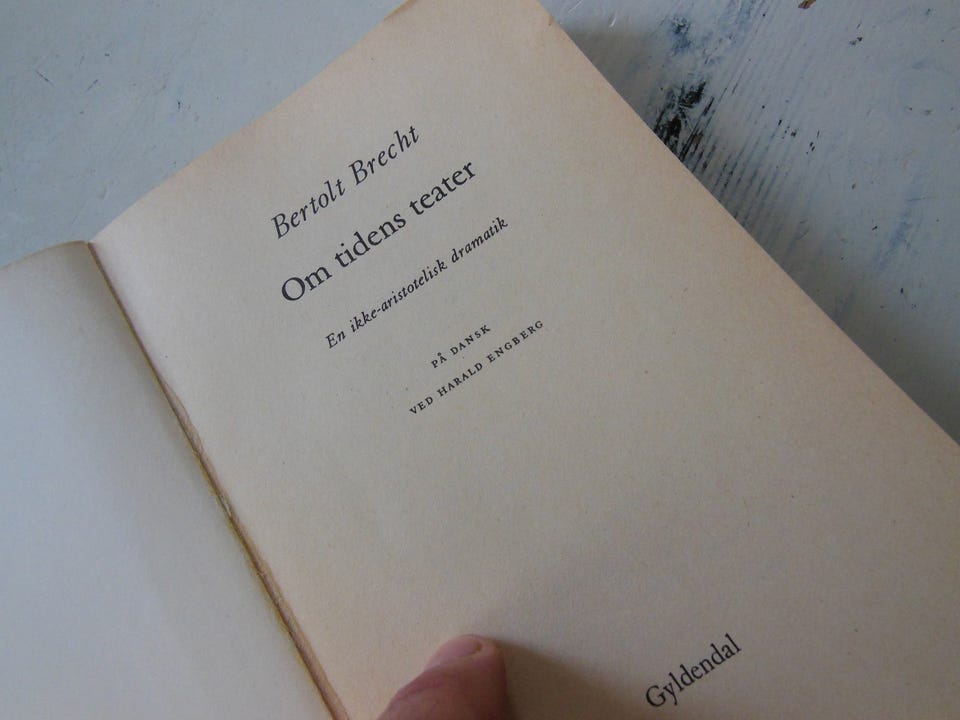 Bertolt Brecht
Om tidens teater
En ikke-aristotelisk dramatik
PÅ DANSK
VED HARALD ENGBERG
Gyldendal